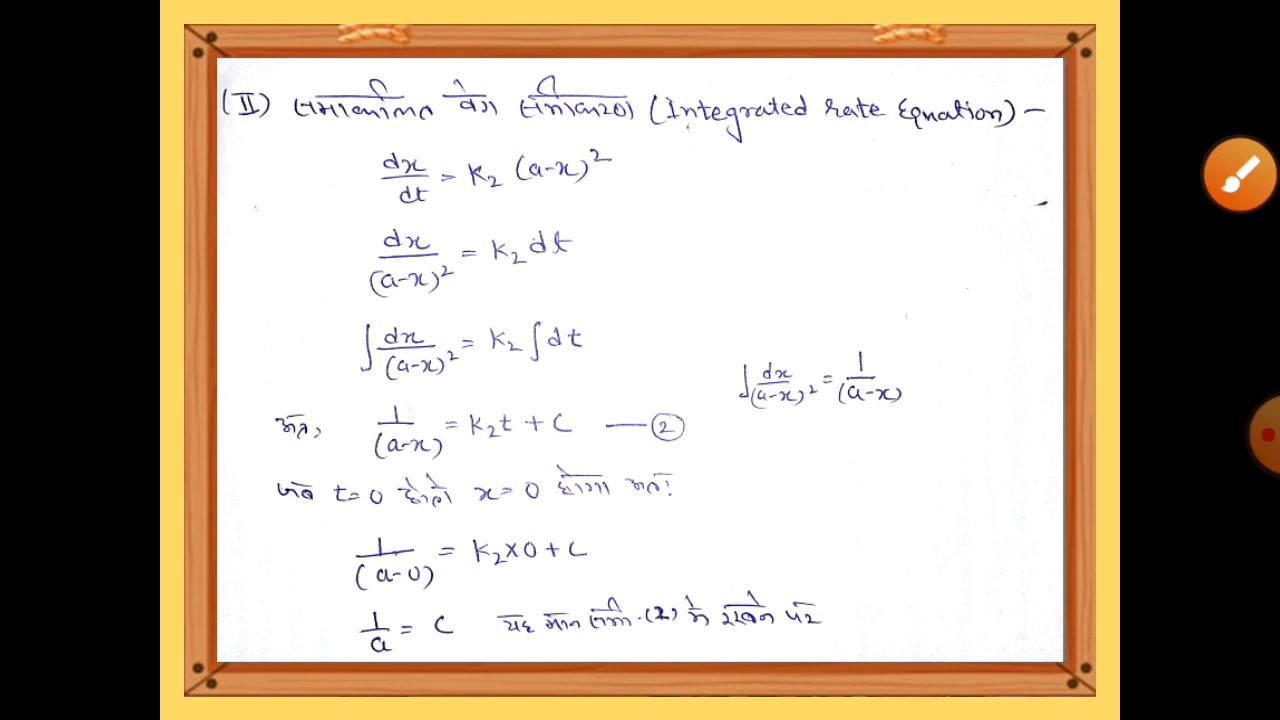 (II) समाकलित वेग समीकरण (Integrated rate Equation) -
dx/dt = K₂ (a-x)²
dx/(a-x)² = K₂ dt
∫ dx/(a-x)² = K₂ ∫ dt
∫ dx/(a-x)² = 1/(a-x)
अतः, 1/(a-x) = K₂t + C —— ②
जब t=0 हो तो x=0 होगा अतः
1/(a-0) = K₂×0 + C
1/a = C यह मान समी. (2) में रखने पर